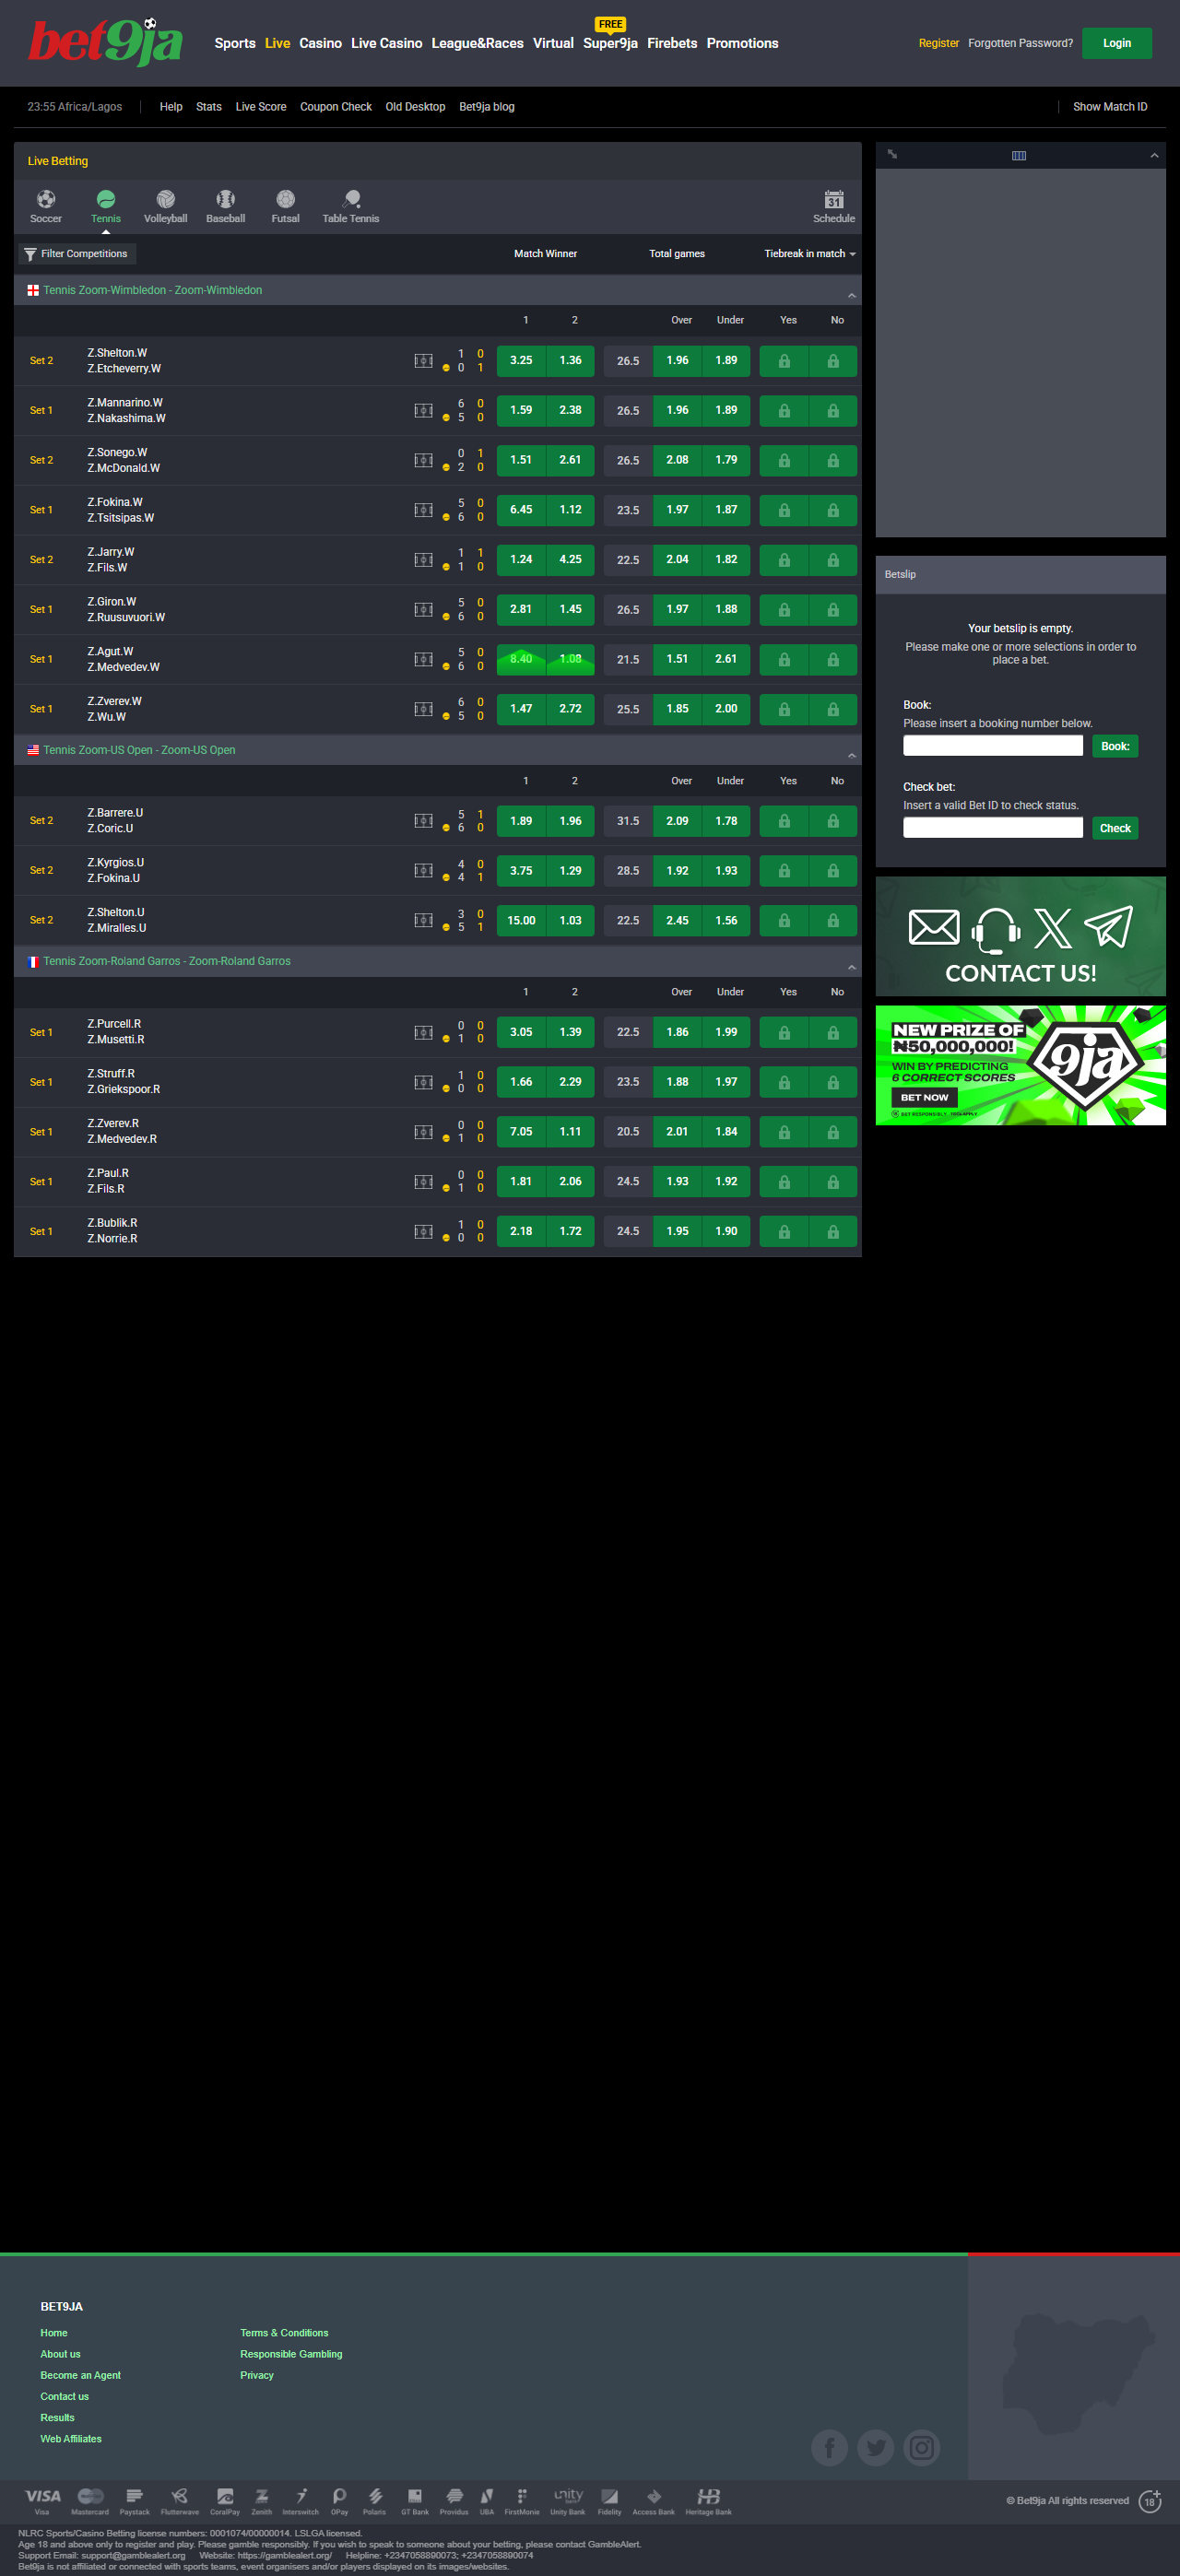 bet9ja
Sports Live Casino Live Casino League&Races Virtual Super9ja Firebets Promotions
FREE
Register Forgotten Password? Login
23:55 Africa/Lagos Help Stats Live Score Coupon Check Old Desktop Bet9ja blog Show Match ID
Live Betting
Soccer Tennis Volleyball Baseball Futsal Table Tennis 31 Schedule
Filter Competitions Match Winner Total games Tiebreak in match
Tennis Zoom-Wimbledon - Zoom-Wimbledon
1 2 Over Under Yes No
Set 2 Z.Shelton.W 1 0 3.25 1.36 26.5 1.96 1.89
Z.Etcheverry.W 0 1
Set 1 Z.Mannarino.W 6 0 1.59 2.38 26.5 1.96 1.89
Z.Nakashima.W 5 0
Set 2 Z.Sonego.W 0 1 1.51 2.61 26.5 2.08 1.79
Z.McDonald.W 2 0
Set 1 Z.Fokina.W 5 0 6.45 1.12 23.5 1.97 1.87
Z.Tsitsipas.W 6 0
Set 2 Z.Jarry.W 1 1 1.24 4.25 22.5 2.04 1.82
Z.Fils.W 1 0
Set 1 Z.Giron.W 5 0 2.81 1.45 26.5 1.97 1.88
Z.Ruusuvuori.W 6 0
Set 1 Z.Agut.W 5 0 8.40 1.08 21.5 1.51 2.61
Z.Medvedev.W 6 0
Set 1 Z.Zverev.W 6 0 1.47 2.72 25.5 1.85 2.00
Z.Wu.W 5 0
Tennis Zoom-US Open - Zoom-US Open
1 2 Over Under Yes No
Set 2 Z.Barrere.U 5 1 1.89 1.96 31.5 2.09 1.78
Z.Coric.U 6 0
Set 2 Z.Kyrgios.U 4 0 3.75 1.29 28.5 1.92 1.93
Z.Fokina.U 4 1
Set 2 Z.Shelton.U 3 0 15.00 1.03 22.5 2.45 1.56
Z.Miralles.U 5 1
Tennis Zoom-Roland Garros - Zoom-Roland Garros
1 2 Over Under Yes No
Set 1 Z.Purcell.R 0 0 3.05 1.39 22.5 1.86 1.99
Z.Musetti.R 1 0
Set 1 Z.Struff.R 1 0 1.66 2.29 23.5 1.88 1.97
Z.Griekspoor.R 0 0
Set 1 Z.Zverev.R 0 0 7.05 1.11 20.5 2.01 1.84
Z.Medvedev.R 1 0
Set 1 Z.Paul.R 0 0 1.81 2.06 24.5 1.93 1.92
Z.Fils.R 1 0
Set 1 Z.Bublik.R 1 0 2.18 1.72 24.5 1.95 1.90
Z.Norrie.R 0 0
Betslip
Your betslip is empty.
Please make one or more selections in order to
place a bet.
Book:
Please insert a booking number below.
Book:
Check bet:
Insert a valid Bet ID to check status.
Check
CONTACT US!
NEW PRIZE OF
₦50,000,000!
WIN BY PREDICTING
6 CORRECT SCORES
BET NOW
BET RESPONSIBLY. T&Cs APPLY
9ja
BET9JA
Home Terms & Conditions
About us Responsible Gambling
Become an Agent Privacy
Contact us
Results
Web Affiliates
VISA unity HB
Visa Mastercard Paystack Flutterwave CoralPay Zenith Interswitch OPay Polaris GT Bank Providus UBA FirstMonie Unity Bank Fidelity Access Bank Heritage Bank
© Bet9ja All rights reserved 18+
NLRC Sports/Casino Betting license numbers: 0001074/00000014. LSLGA licensed.
Age 18 and above only to register and play. Please gamble responsibly. If you wish to speak to someone about your betting, please contact GambleAlert.
Support Email: support@gamblealert.org Website: https://gamblealert.org/ Helpline: +2347058890073; +2347058890074
Bet9ja is not affiliated or connected with sports teams, event organisers and/or players displayed on its images/websites.